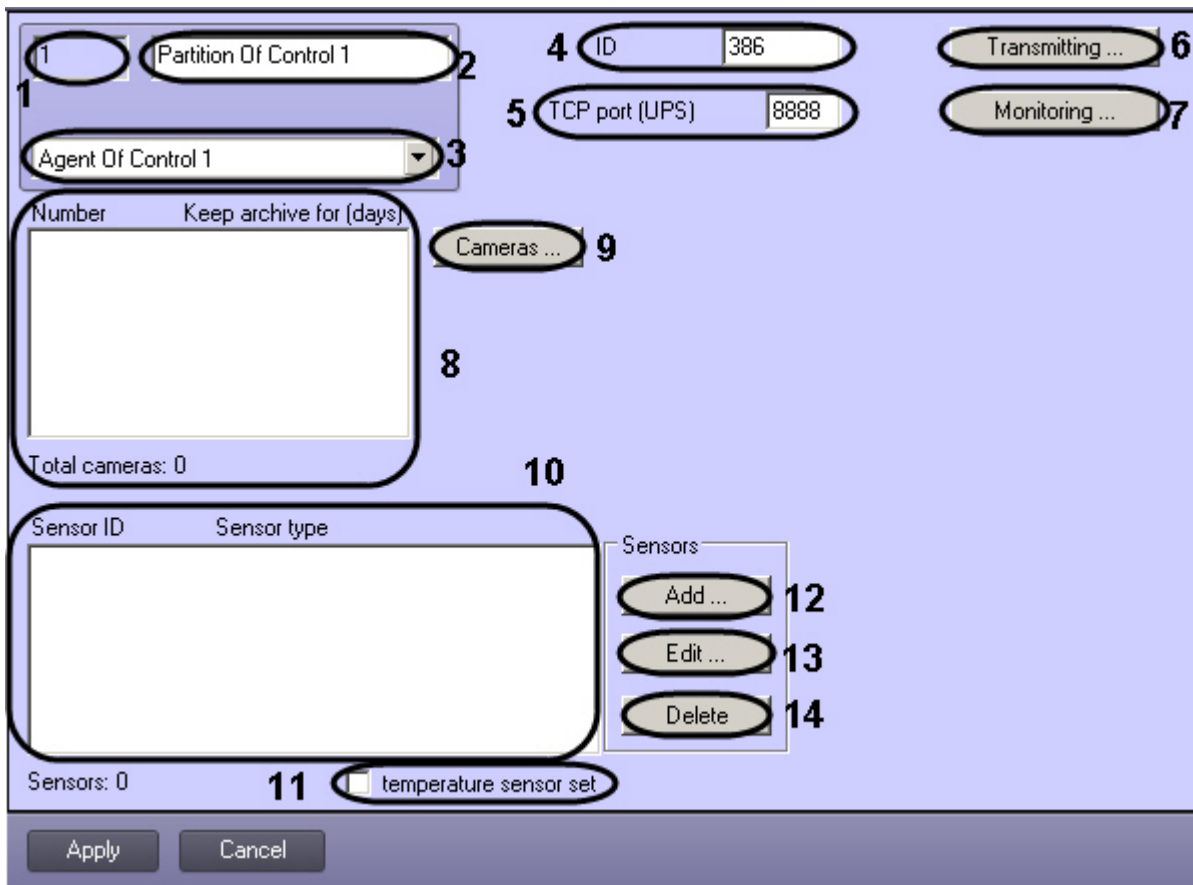 1 Partition Of Control 1 2 4 ID 386 Transmitting ... 6
1
5 TCP port (UPS) 8888 Monitoring ... 7
Agent Of Control 1 3
Number Keep archive for (days)
Cameras ... 9
8
Total cameras: 0
10
Sensor ID Sensor type
Sensors
Add ... 12
Edit ... 13
Delete 14
Sensors: 0 11 temperature sensor set
Apply Cancel